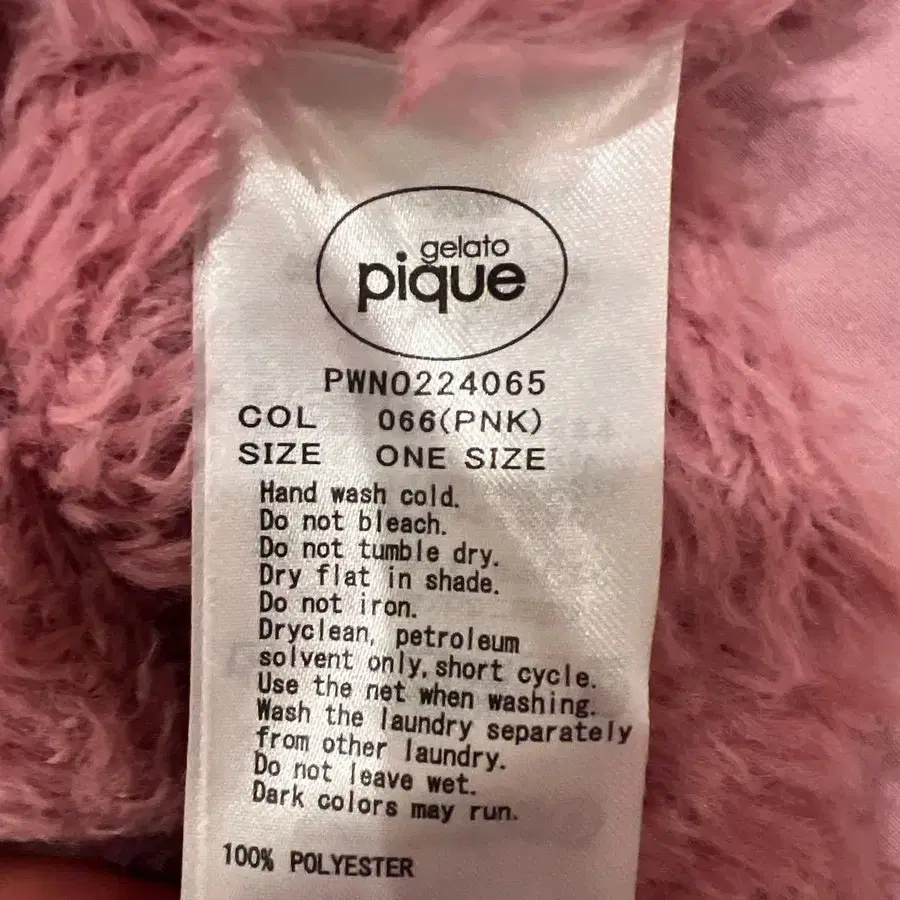 gelato
pique
PWNO224065
COL 066(PNK)
SIZE ONE SIZE
Hand wash cold.
Do not bleach.
Do not tumble dry.
Dry flat in shade.
Do not iron.
Dryclean, petroleum
solvent only,short cycle.
Use the net when washing.
Wash the laundry separately
from other laundry.
Do not leave wet.
Dark colors may run.
100% POLYESTER